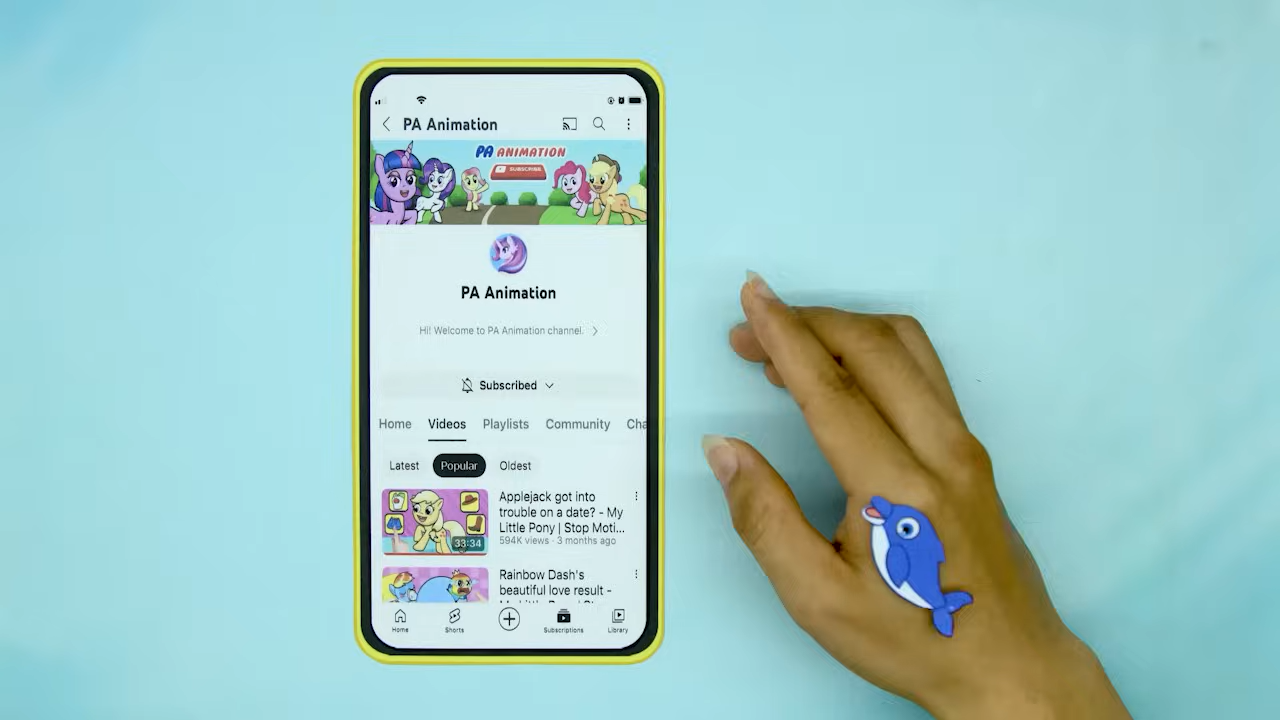 PA Animation
PA ANIMATION
SUBSCRIBE
PA Animation
Hi! Welcome to PA Animation channel.
Subscribed
Home Videos Playlists Community Cha
Latest Popular Oldest
Applejack got into
trouble on a date? - My
Little Pony | Stop Moti...
594K views · 3 months ago
33:34
Rainbow Dash's
beautiful love result -
Home Shorts Subscriptions Library